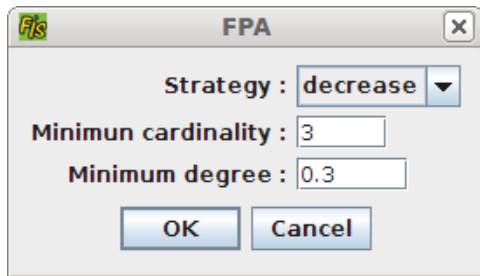 Fis FPA
Strategy : decrease
Minimun cardinality : 3
Minimum degree : 0.3
OK Cancel